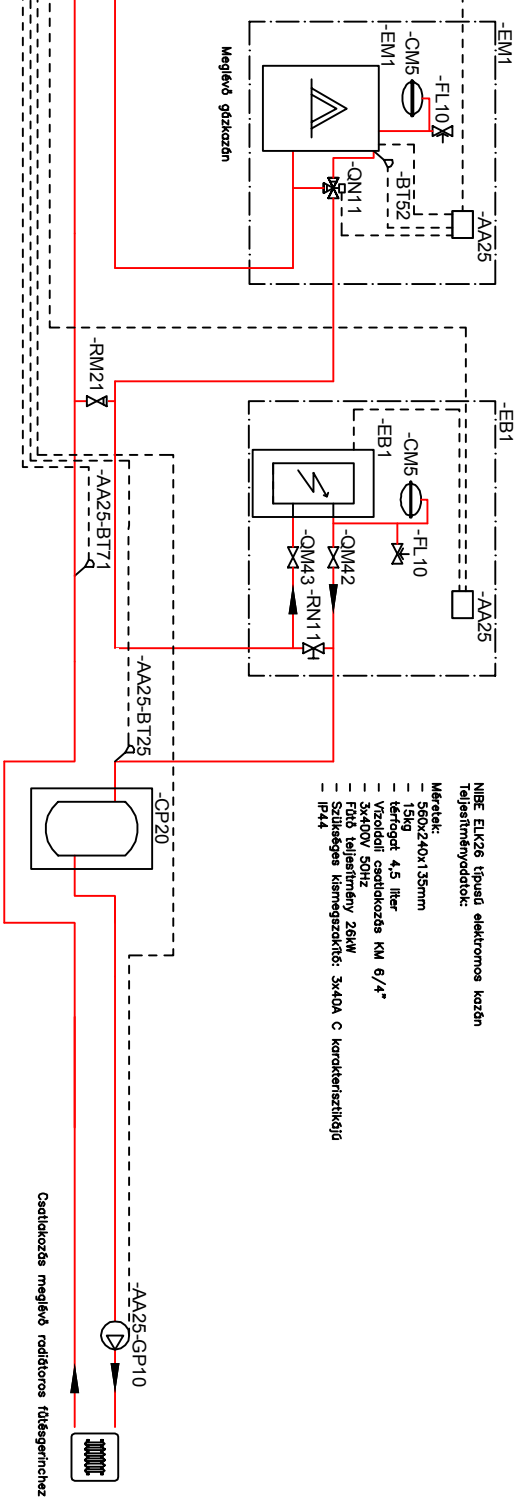 -EM1
-EM1
-CM5
-FL10
-BT52
-QN11
-AA25
Meglévő gázkazán
-RM21
-AA25-BT71
-EB1
-EB1
-CM5
-FL10
-QM42
-QM43
-RN11
-AA25
-AA25-BT25
-CP20
NIBE ELK26 típusú elektromos kazán
Teljesítményadatok:
Méretek:
- 560x240x135mm
- 15kg
- térfogat 4,5 liter
- Vízoldali csatlakozás KM 6/4"
- 3x400V 50Hz
- Fűtő teljesítmény 26kW
- Szükséges kismegszakító: 3x40A C karakterisztikájú
- IP44
-AA25-GP10
Csatlakozás meglévő radiátoros fűtésgerinchez